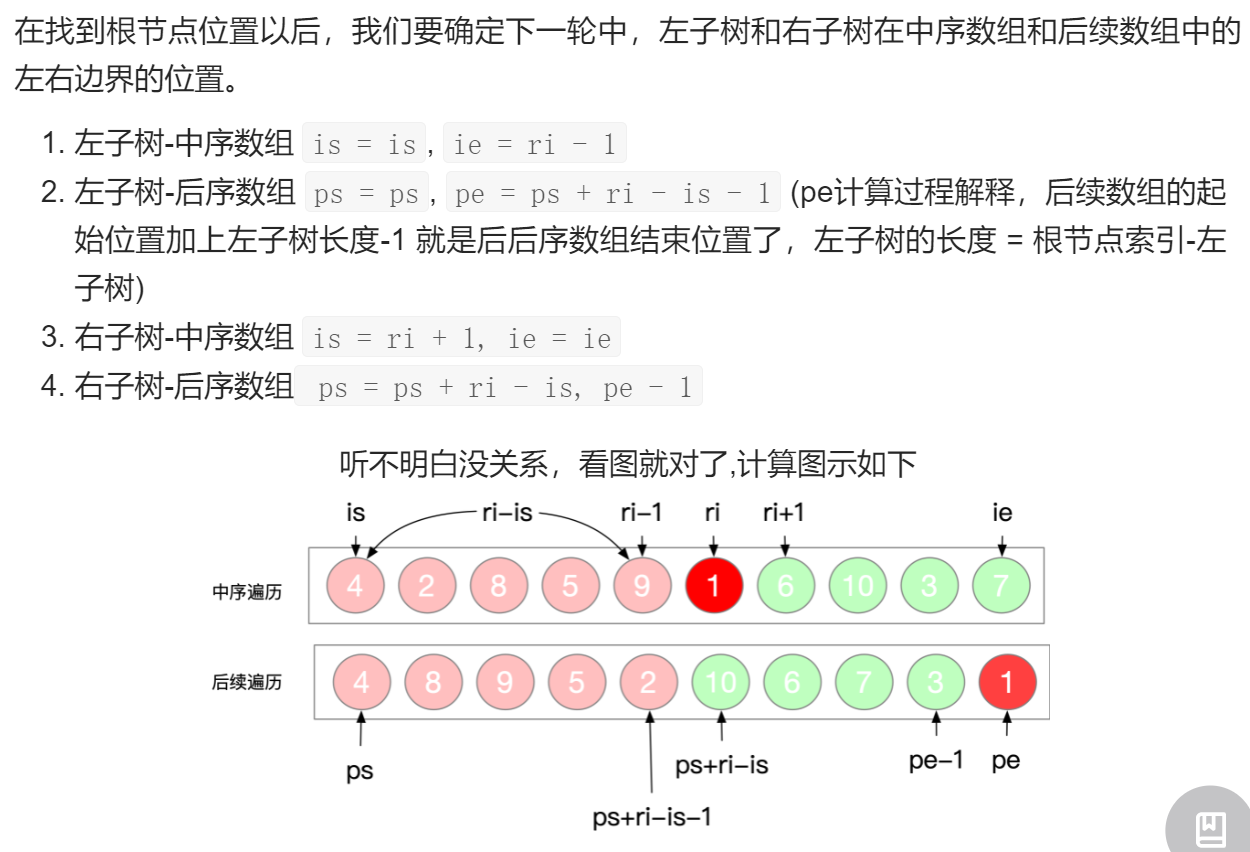 在找到根节点位置以后，我们要确定下一轮中，左子树和右子树在中序数组和后续数组中的
左右边界的位置。
1. 左子树-中序数组 is = is, ie = ri - 1
2. 左子树-后序数组 ps = ps, pe = ps + ri - is - 1 (pe计算过程解释，后续数组的起
始位置加上左子树长度-1 就是后后序数组结束位置了，左子树的长度 = 根节点索引-左
子树)
3. 右子树-中序数组 is = ri + 1, ie = ie
4. 右子树-后序数组 ps = ps + ri - is, pe - 1
听不明白没关系，看图就对了,计算图示如下
is ri-is ri-1 ri ri+1 ie
中序遍历 4 2 8 5 9 1 6 10 3 7
后续遍历 4 8 9 5 2 10 6 7 3 1
ps ps+ri-is pe-1 pe
ps+ri-is-1